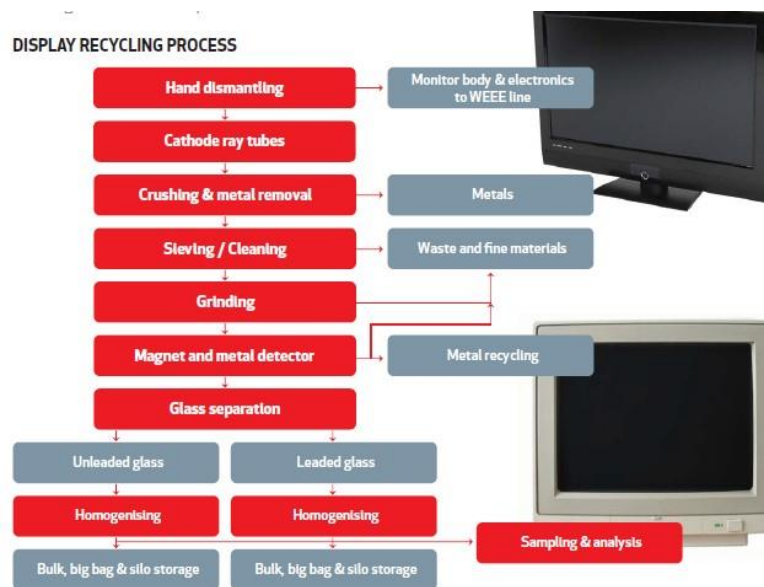 DISPLAY RECYCLING PROCESS
Hand dismantling
Monitor body & electronics
to WEEE line
Cathode ray tubes
Crushing & metal removal
Metals
Sieving / Cleaning
Waste and fine materials
Grinding
Magnet and metal detector
Metal recycling
Glass separation
Unleaded glass
Leaded glass
Homogenising
Homogenising
Sampling & analysis
Bulk, big bag & silo storage
Bulk, big bag & silo storage